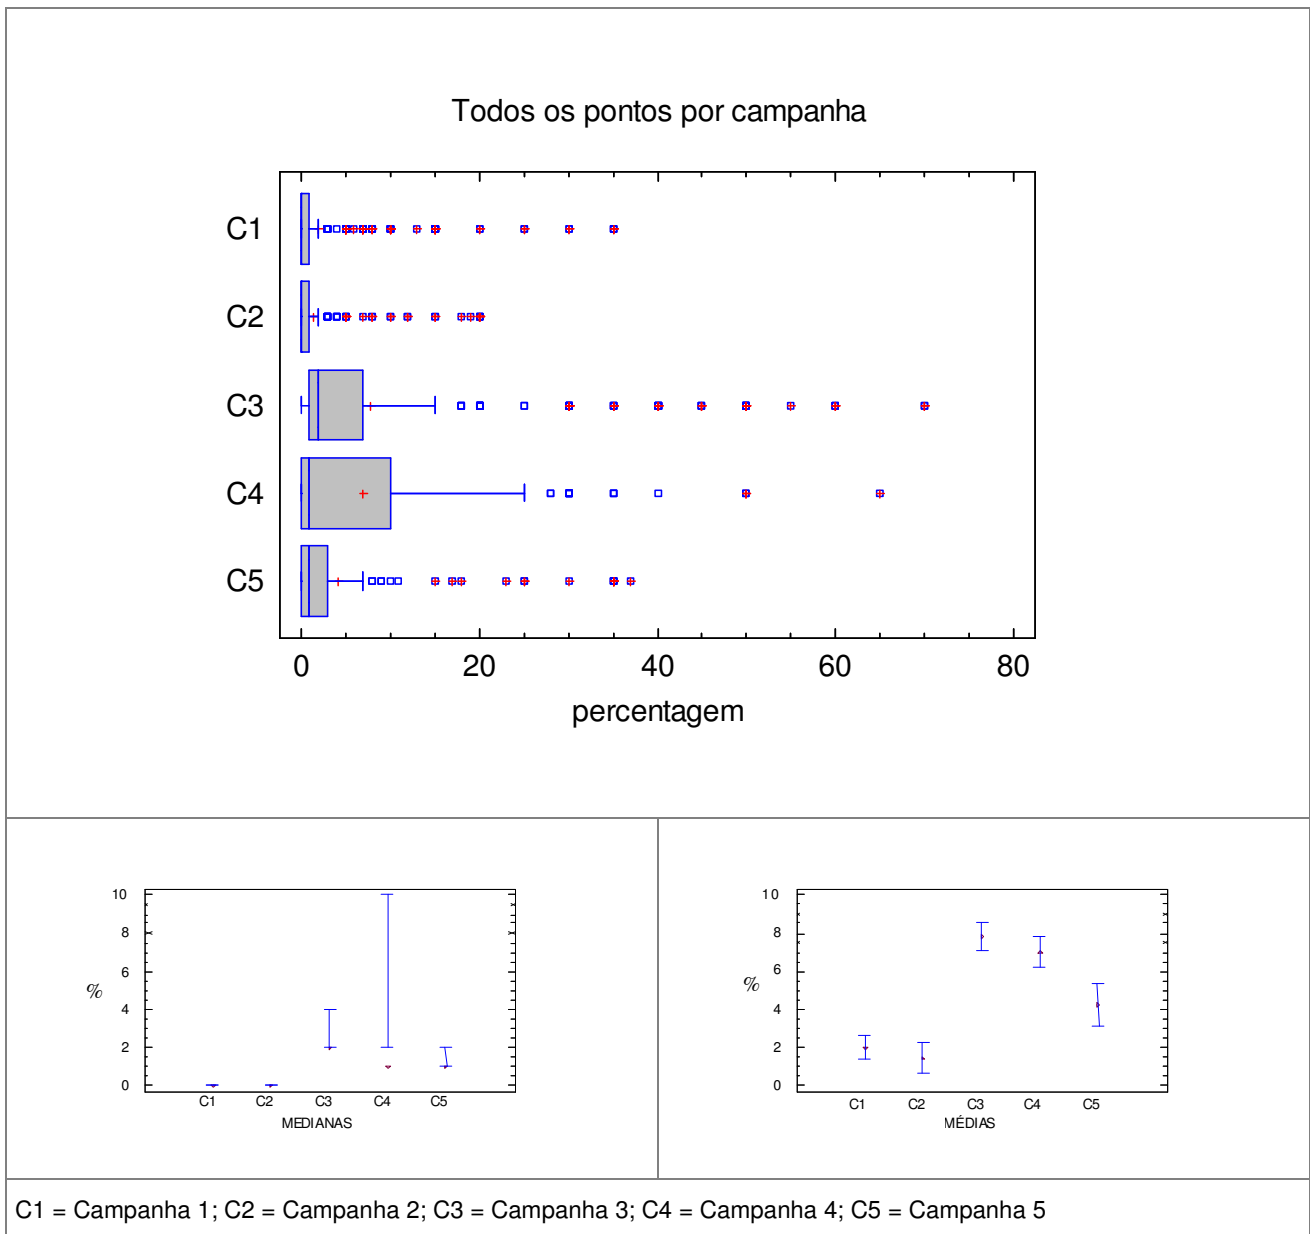 Todos os pontos por campanha
C1
C2
C3
C4
C5
0 20 40 60 80
percentagem
10
8
6
%
4
2
0
C1 C2 C3 C4 C5
MEDIANAS
10
8
6
%
4
2
0
C1 C2 C3 C4 C5
MÉDIAS
C1 = Campanha 1; C2 = Campanha 2; C3 = Campanha 3; C4 = Campanha 4; C5 = Campanha 5